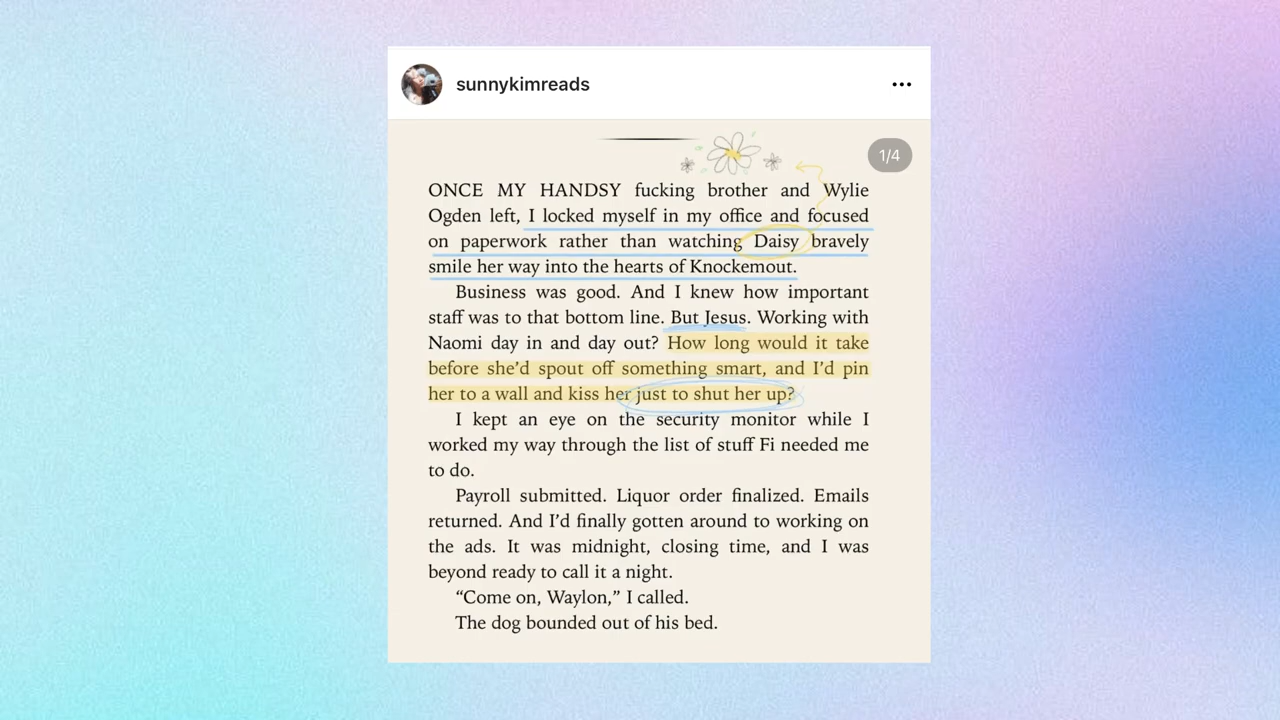 sunnykimreads
1/4
ONCE MY HANDSY fucking brother and Wylie
Ogden left, I locked myself in my office and focused
on paperwork rather than watching Daisy bravely
smile her way into the hearts of Knockemout.
Business was good. And I knew how important
staff was to that bottom line. But Jesus. Working with
Naomi day in and day out? How long would it take
before she’d spout off something smart, and I’d pin
her to a wall and kiss her just to shut her up?
I kept an eye on the security monitor while I
worked my way through the list of stuff Fi needed me
to do.
Payroll submitted. Liquor order finalized. Emails
returned. And I’d finally gotten around to working on
the ads. It was midnight, closing time, and I was
beyond ready to call it a night.
“Come on, Waylon,” I called.
The dog bounded out of his bed.